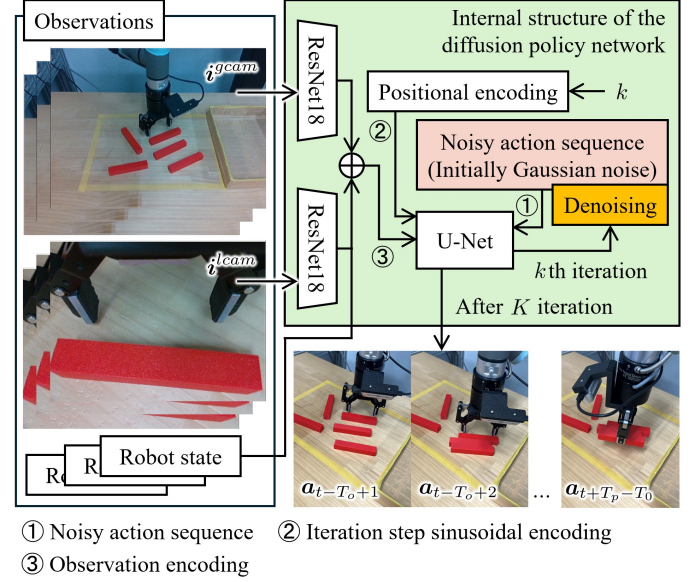 Observations
i^{gcam}
i^{lcam}
Robot state
R
Ro
ResNet18
ResNet18
Internal structure of the
diffusion policy network
Positional encoding
k
②
Noisy action sequence
(Initially Gaussian noise)
①
Denoising
③
U-Net
kth iteration
After K iteration
a_{t−T_o+1}
a_{t−T_o+2}
...
a_{t+T_p−T_0}
① Noisy action sequence
② Iteration step sinusoidal encoding
③ Observation encoding